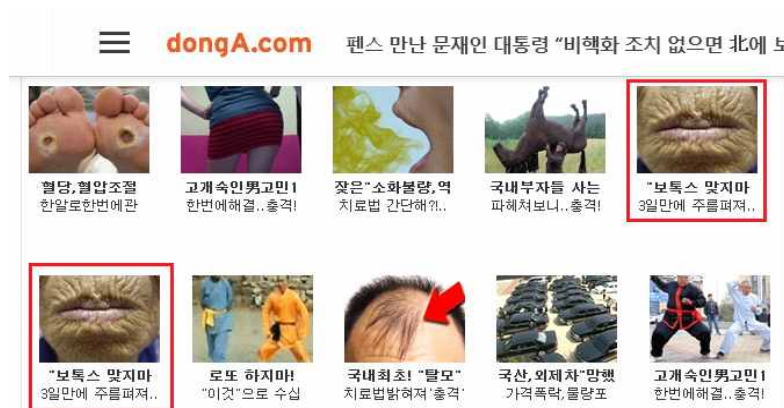 dongA.com 펜스 만난 문재인 대통령 “비핵화 조치 없으면 北에 보
혈당,혈압조절
한알로한번에관
고개숙인男고민1
한번에해결..충격!
잦은"소화불량,역
치료법 간단해?!..
국내부자들 사는
파헤쳐보니..충격!
"보톡스 맞지마
3일만에 주름펴져..
"보톡스 맞지마
3일만에 주름펴져..
로또 하지마!
"이것"으로 수십
국내최초! "탈모"
치료법밝혀져'충격'
국산,외제차"망했
가격폭락,물량포
고개숙인男고민1
한번에해결..충격!